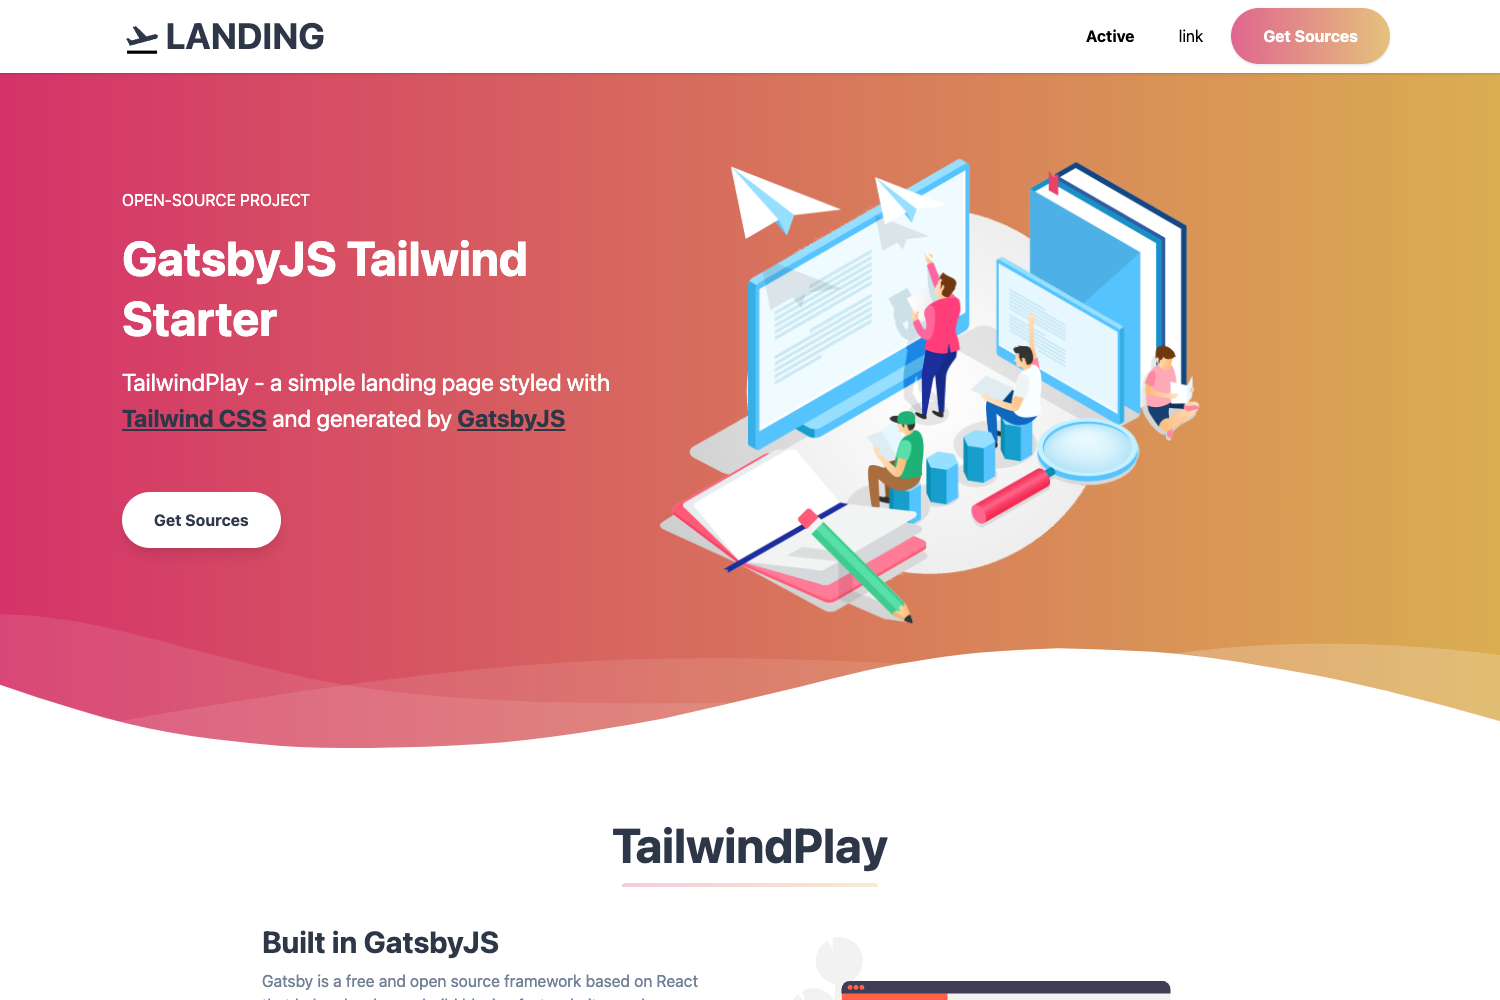 LANDING
Active
link
Get Sources
OPEN-SOURCE PROJECT
GatsbyJS Tailwind
Starter
TailwindPlay - a simple landing page styled with
Tailwind CSS and generated by GatsbyJS
Get Sources
TailwindPlay
Built in GatsbyJS
Gatsby is a free and open source framework based on React